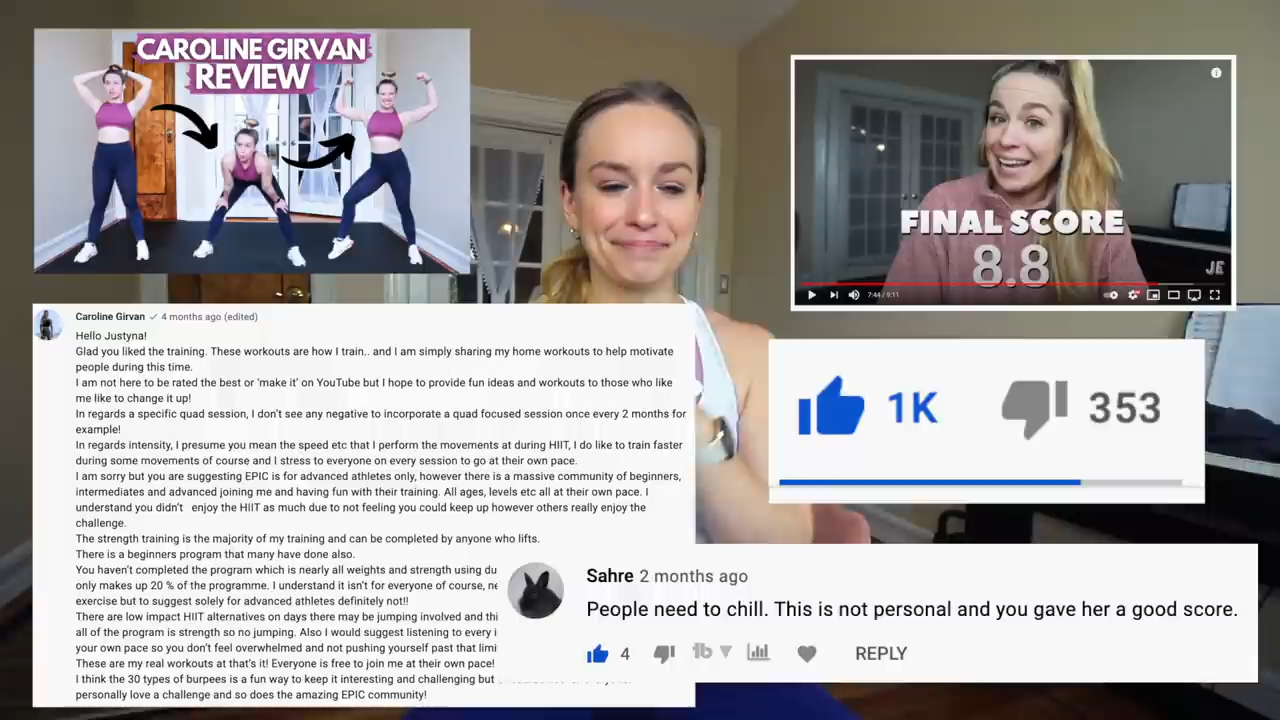 CAROLINE GIRVAN
REVIEW
FINAL SCORE
8.8
JE
7:44 / 9:11
Caroline Girvan 4 months ago (edited)
Hello Justyna!
Glad you liked the training. These workouts are how I train.. and I am simply sharing my home workouts to help motivate
people during this time.
I am not here to be rated the best or 'make it' on YouTube but I hope to provide fun ideas and workouts to those who like
me like to change it up!
In regards a specific quad session, I don't see any negative to incorporate a quad focused session once every 2 months for
example!
In regards intensity, I presume you mean the speed etc that I perform the movements at during HIIT, I do like to train faster
during some movements of course and I stress to everyone on every session to go at their own pace.
I am sorry but you are suggesting EPIC is for advanced athletes only, however there is a massive community of beginners,
intermediates and advanced joining me and having fun with their training. All ages, levels etc all at their own pace. I
understand you didn't enjoy the HIIT as much due to not feeling you could keep up however others really enjoy the
challenge.
The strength training is the majority of my training and can be completed by anyone who lifts.
There is a beginners program that many have done also.
You haven't completed the program which is nearly all weights and strength using du
only makes up 20 % of the programme. I understand it isn't for everyone of course, ne
exercise but to suggest solely for advanced athletes definitely not!!
There are low impact HIIT alternatives on days there may be jumping involved and thi
all of the program is strength so no jumping. Also I would suggest listening to every i
your own pace so you don't feel overwhelmed and not pushing yourself past that limi
These are my real workouts at that's it! Everyone is free to join me at their own pace!
I think the 30 types of burpees is a fun way to keep it interesting and challenging but
personally love a challenge and so does the amazing EPIC community!
1K 353
Sahre 2 months ago
People need to chill. This is not personal and you gave her a good score.
4 REPLY